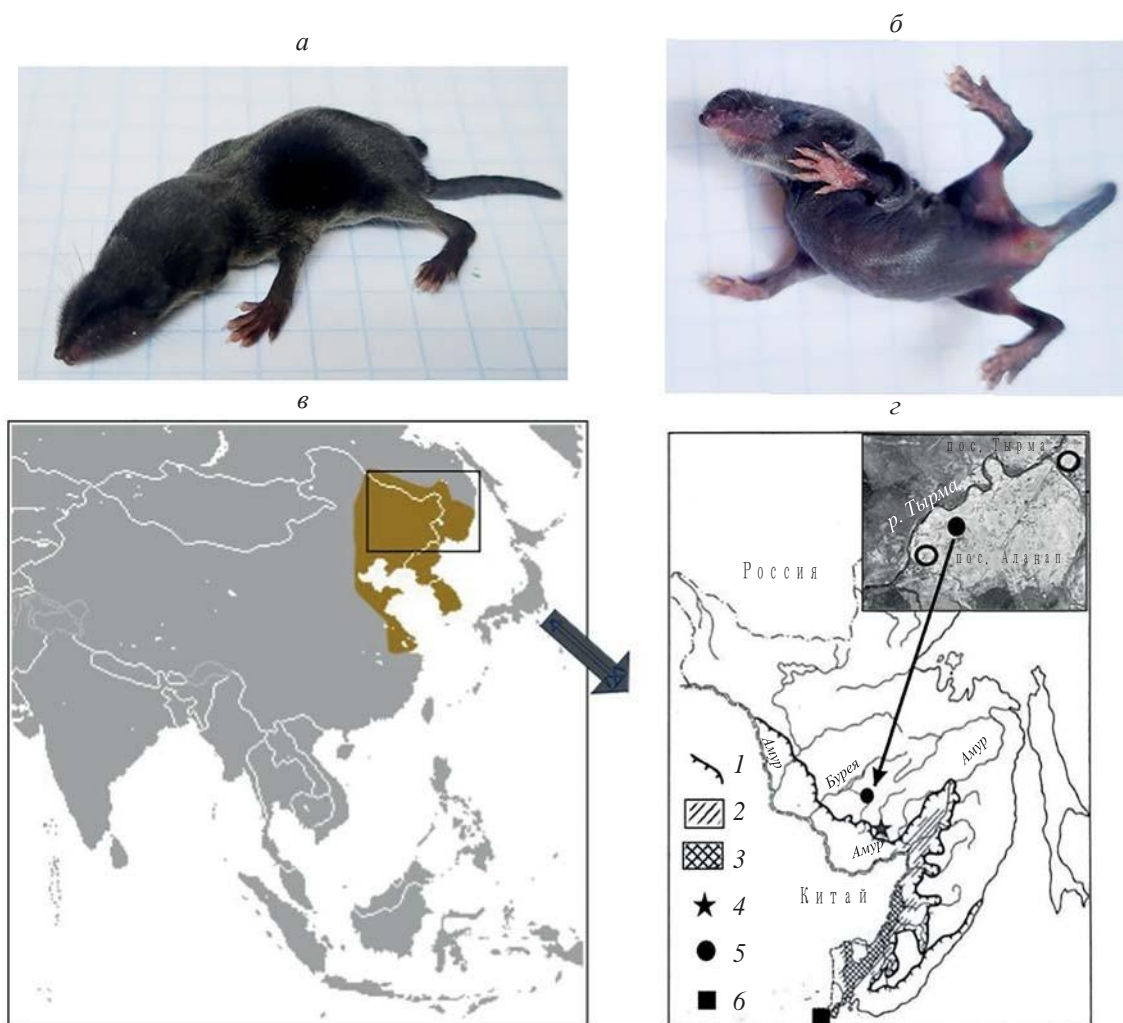 а
б
в
г
пос. Тырма
р. Тырма
пос. Аланап
Россия
Амур
Бурея
Амур
Амур
Китай
1
2
3
4
5
6